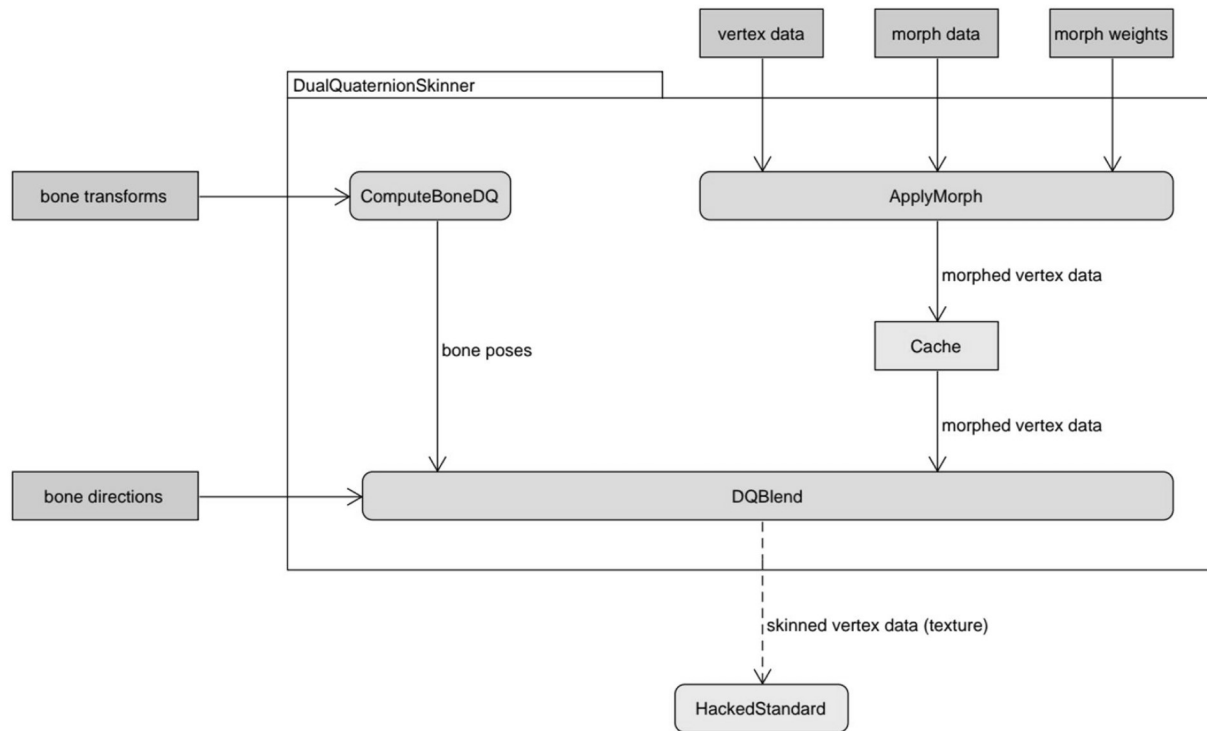 vertex data
morph data
morph weights
DualQuaternionSkinner
bone transforms
ComputeBoneDQ
ApplyMorph
morphed vertex data
bone poses
Cache
morphed vertex data
bone directions
DQBlend
skinned vertex data (texture)
HackedStandard